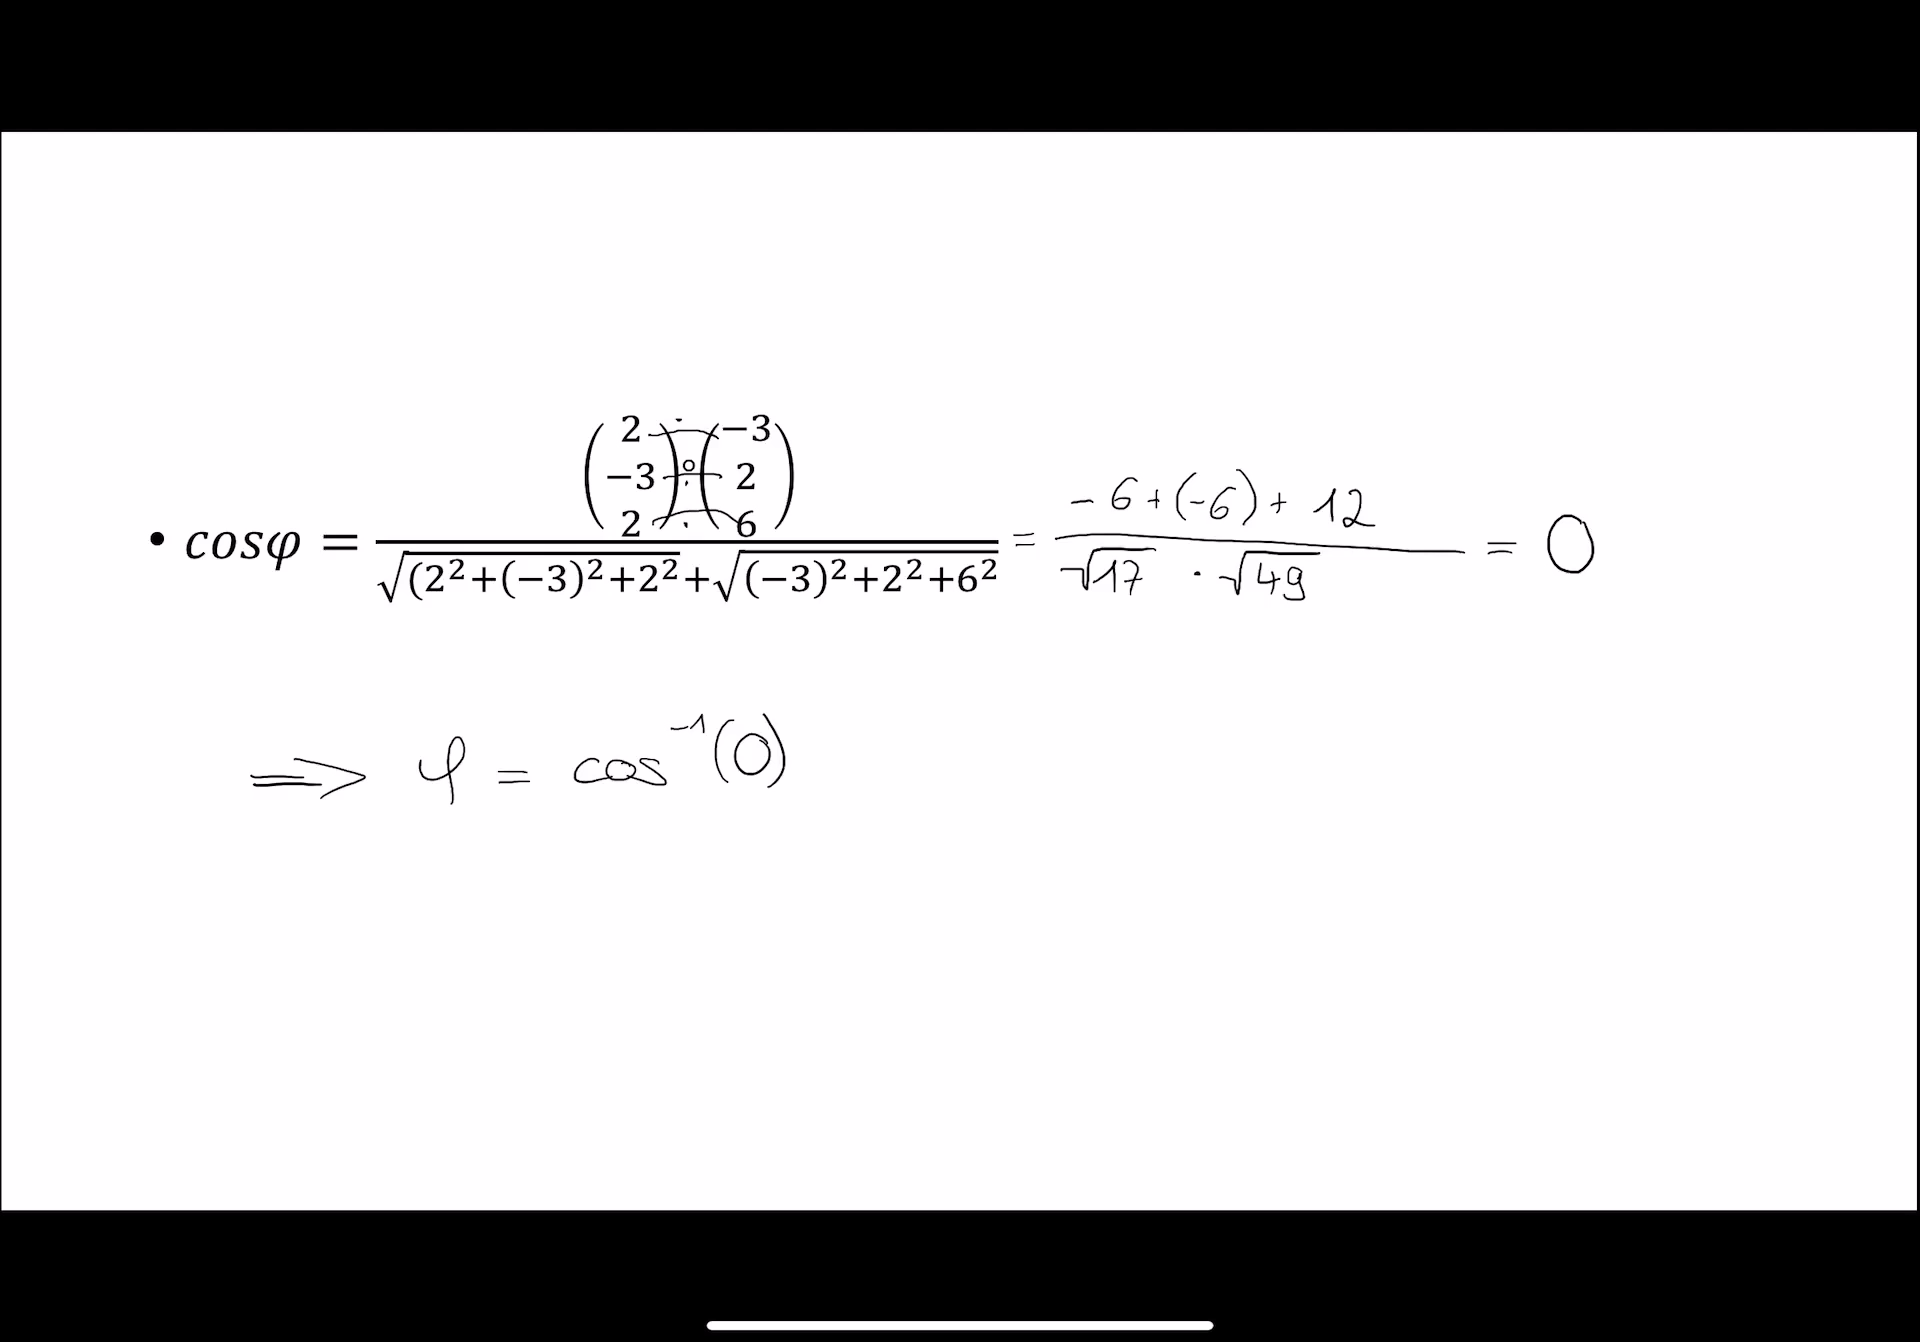 • cosφ = (2 −3 2) ∘ (−3 2 6) / √(2²+(−3)²+2² + √(−3)²+2²+6² = −6+(−6)+12 / √17 · √49 = 0
⇒ φ = cos⁻¹(0)